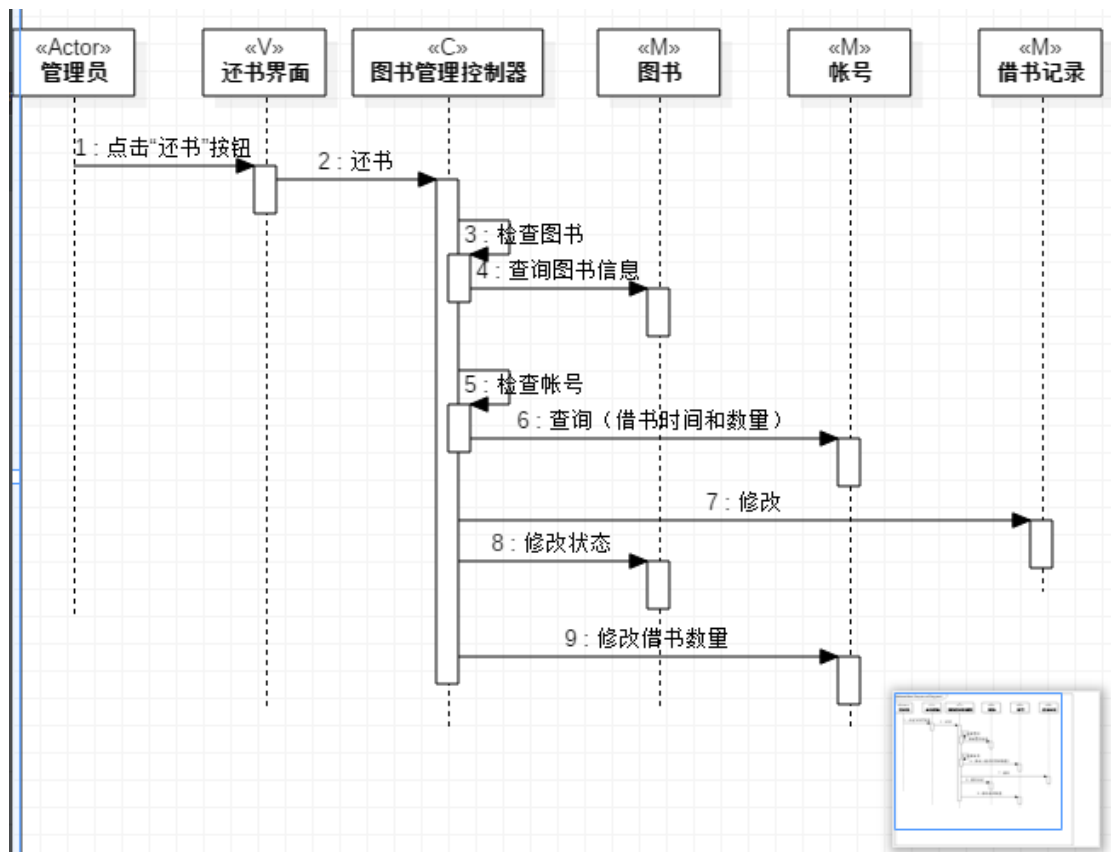 «Actor»
管理员
«V»
还书界面
«C»
图书管理控制器
«M»
图书
«M»
帐号
«M»
借书记录
1 : 点击“还书”按钮
2 : 还书
3 : 检查图书
4 : 查询图书信息
5 : 检查帐号
6 : 查询（借书时间和数量）
7 : 修改
8 : 修改状态
9 : 修改借书数量